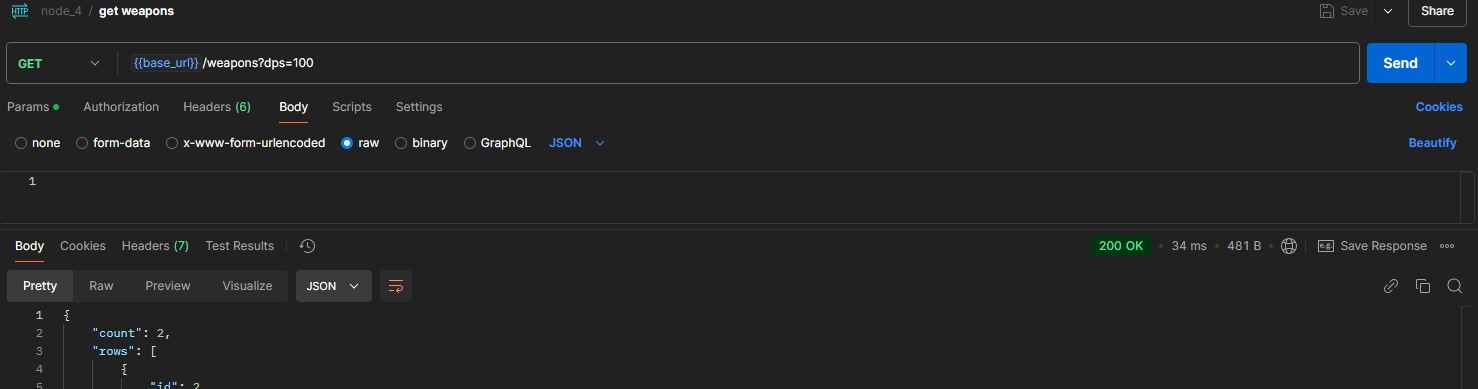 HTTP node_4 / get weapons Save Share
GET {{base_url}} /weapons?dps=100 Send
Params Authorization Headers (6) Body Scripts Settings Cookies
none form-data x-www-form-urlencoded raw binary GraphQL JSON Beautify
1
Body Cookies Headers (7) Test Results 200 OK 34 ms 481 B e.g. Save Response
Pretty Raw Preview Visualize JSON
1 {
2 "count": 2,
3 "rows": [
4 {
5 "id": 2